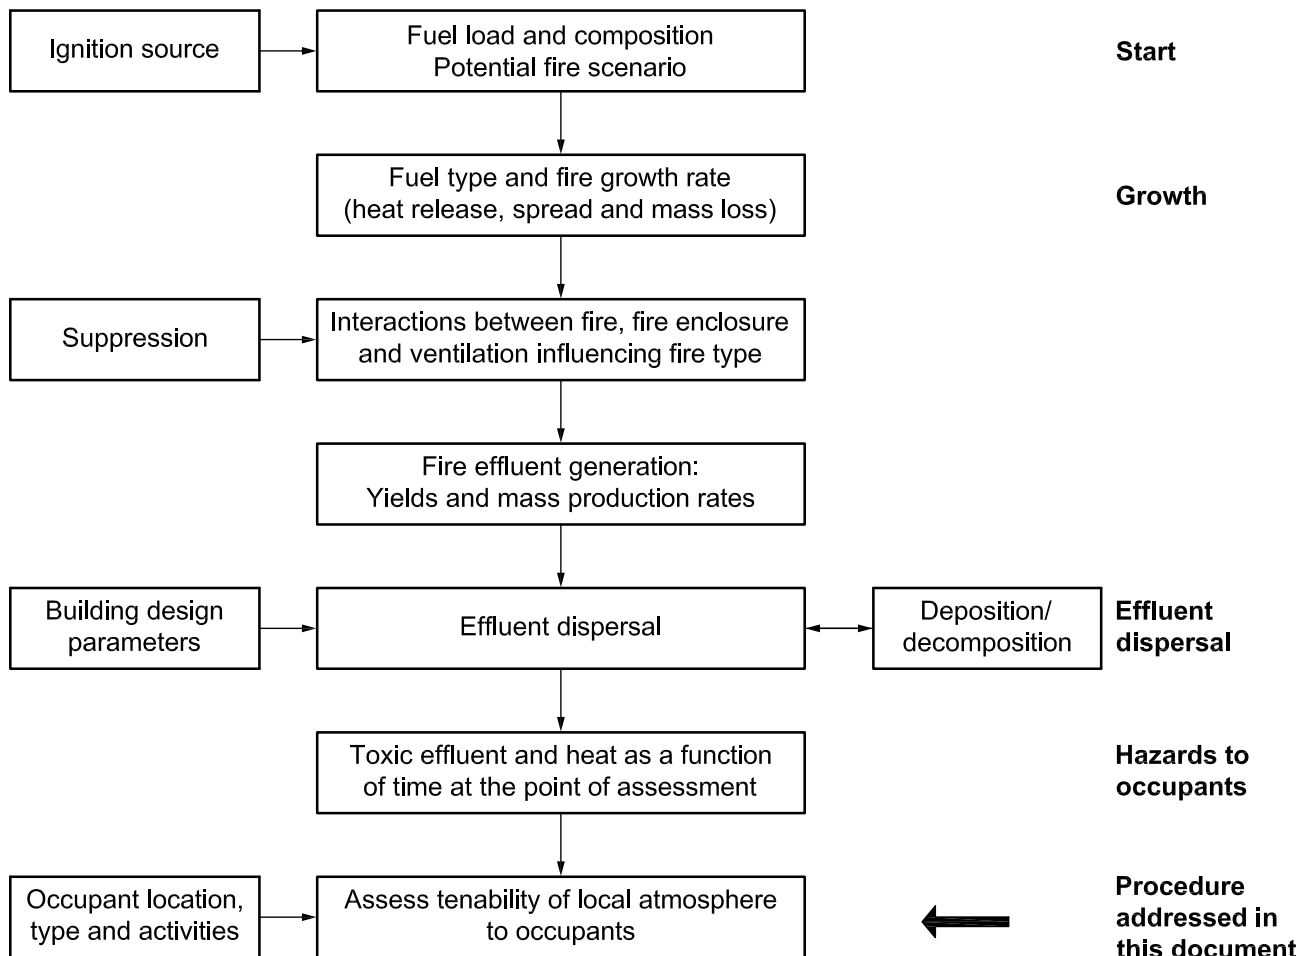 Ignition source
Fuel load and composition
Potential fire scenario
Start
Fuel type and fire growth rate
(heat release, spread and mass loss)
Growth
Suppression
Interactions between fire, fire enclosure
and ventilation influencing fire type
Fire effluent generation:
Yields and mass production rates
Building design
parameters
Effluent dispersal
Deposition/
decomposition
Effluent
dispersal
Toxic effluent and heat as a function
of time at the point of assessment
Hazards to
occupants
Occupant location,
type and activities
Assess tenability of local atmosphere
to occupants
Procedure
addressed in
this document